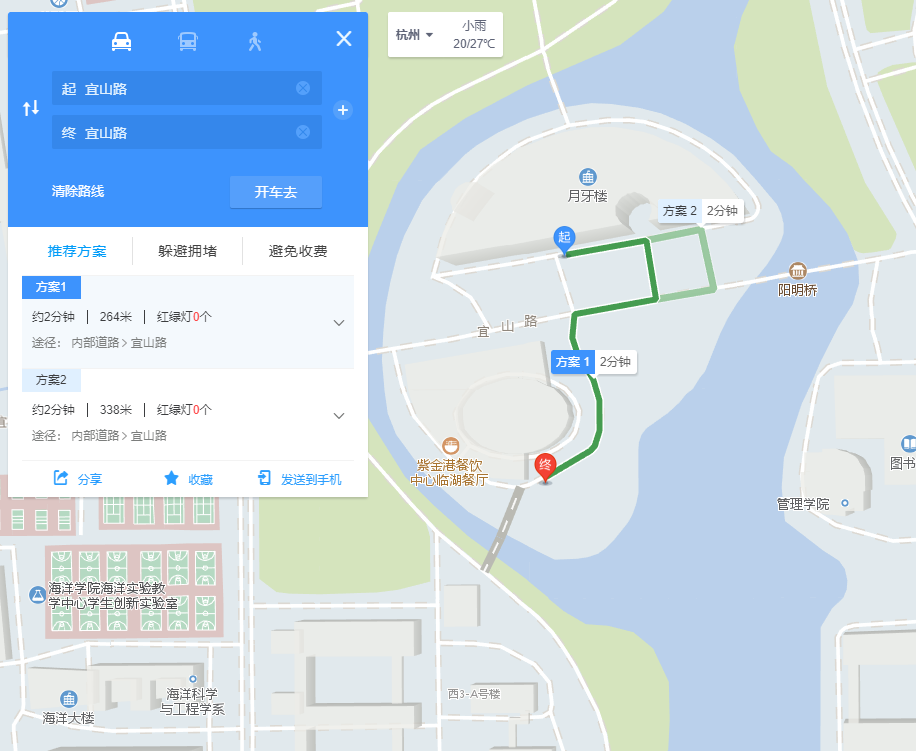 杭州
小雨
20/27℃
起 宜山路
终 宜山路
清除路线
开车去
推荐方案
躲避拥堵
避免收费
方案1
约2分钟 | 264米 | 红绿灯0个
途径： 内部道路 > 宜山路
方案2
约2分钟 | 338米 | 红绿灯0个
途径： 内部道路 > 宜山路
分享
收藏
发送到手机
月牙楼
方案 2 2分钟
起
阳明桥
宜山路
方案 1 2分钟
终
紫金港餐饮
中心临湖餐厅
图书
管理学院
海洋学院海洋实验教
学中心学生创新实验室
西3-A号楼
海洋科学
与工程学系
海洋大楼